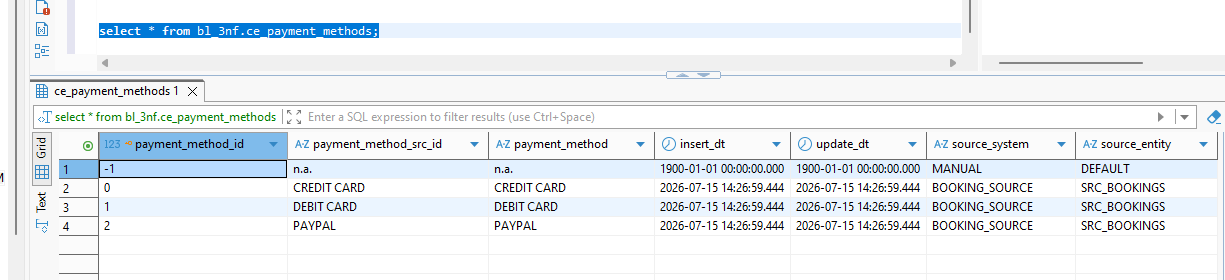 select * from bl_3nf.ce_payment_methods;
ce_payment_methods 1
select * from bl_3nf.ce_payment_methods Enter a SQL expression to filter results (use Ctrl+Space)
Grid
Text
123 payment_method_id A-Z payment_method_src_id A-Z payment_method insert_dt update_dt A-Z source_system A-Z source_entity
1 -1 n.a. n.a. 1900-01-01 00:00:00.000 1900-01-01 00:00:00.000 MANUAL DEFAULT
2 0 CREDIT CARD CREDIT CARD 2026-07-15 14:26:59.444 2026-07-15 14:26:59.444 BOOKING_SOURCE SRC_BOOKINGS
3 1 DEBIT CARD DEBIT CARD 2026-07-15 14:26:59.444 2026-07-15 14:26:59.444 BOOKING_SOURCE SRC_BOOKINGS
4 2 PAYPAL PAYPAL 2026-07-15 14:26:59.444 2026-07-15 14:26:59.444 BOOKING_SOURCE SRC_BOOKINGS